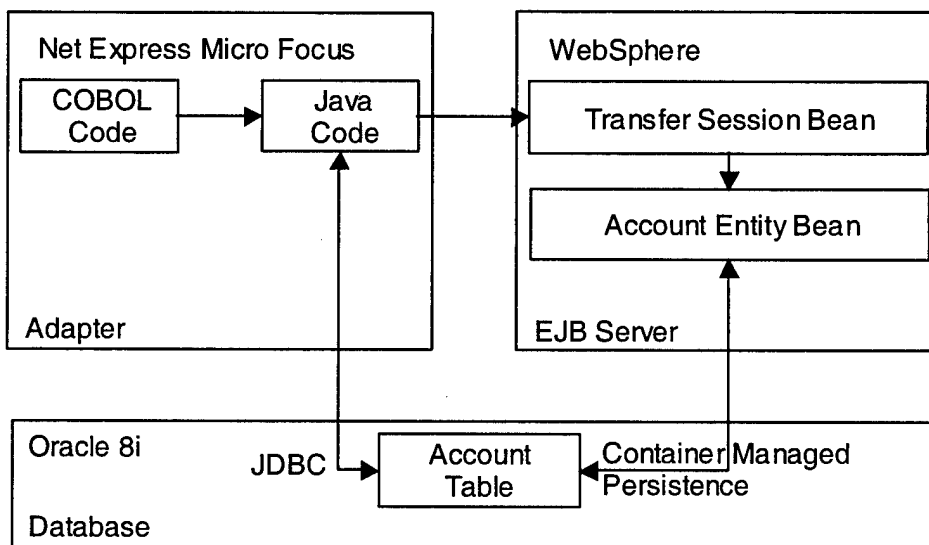 Net Express Micro Focus
COBOL
Code
Java
Code
Adapter
WebSphere
Transfer Session Bean
Account Entity Bean
EJB Server
Oracle 8i
JDBC
Account
Table
Container Managed
Persistence
Database